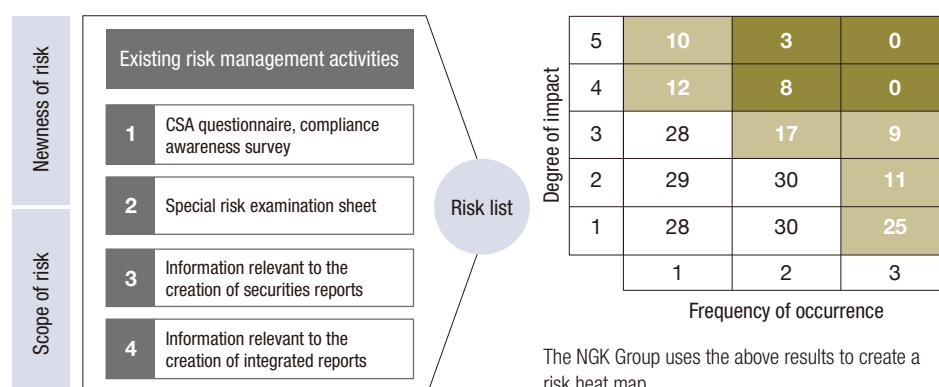 Newness of risk
Scope of risk
Existing risk management activities
1
CSA questionnaire, compliance
awareness survey
2
Special risk examination sheet
3
Information relevant to the
creation of securities reports
4
Information relevant to the
creation of integrated reports
Risk list
Degree of impact
5 10 3 0
4 12 8 0
3 28 17 9
2 29 30 11
1 28 30 25
1 2 3
Frequency of occurrence
The NGK Group uses the above results to create a
risk heat map